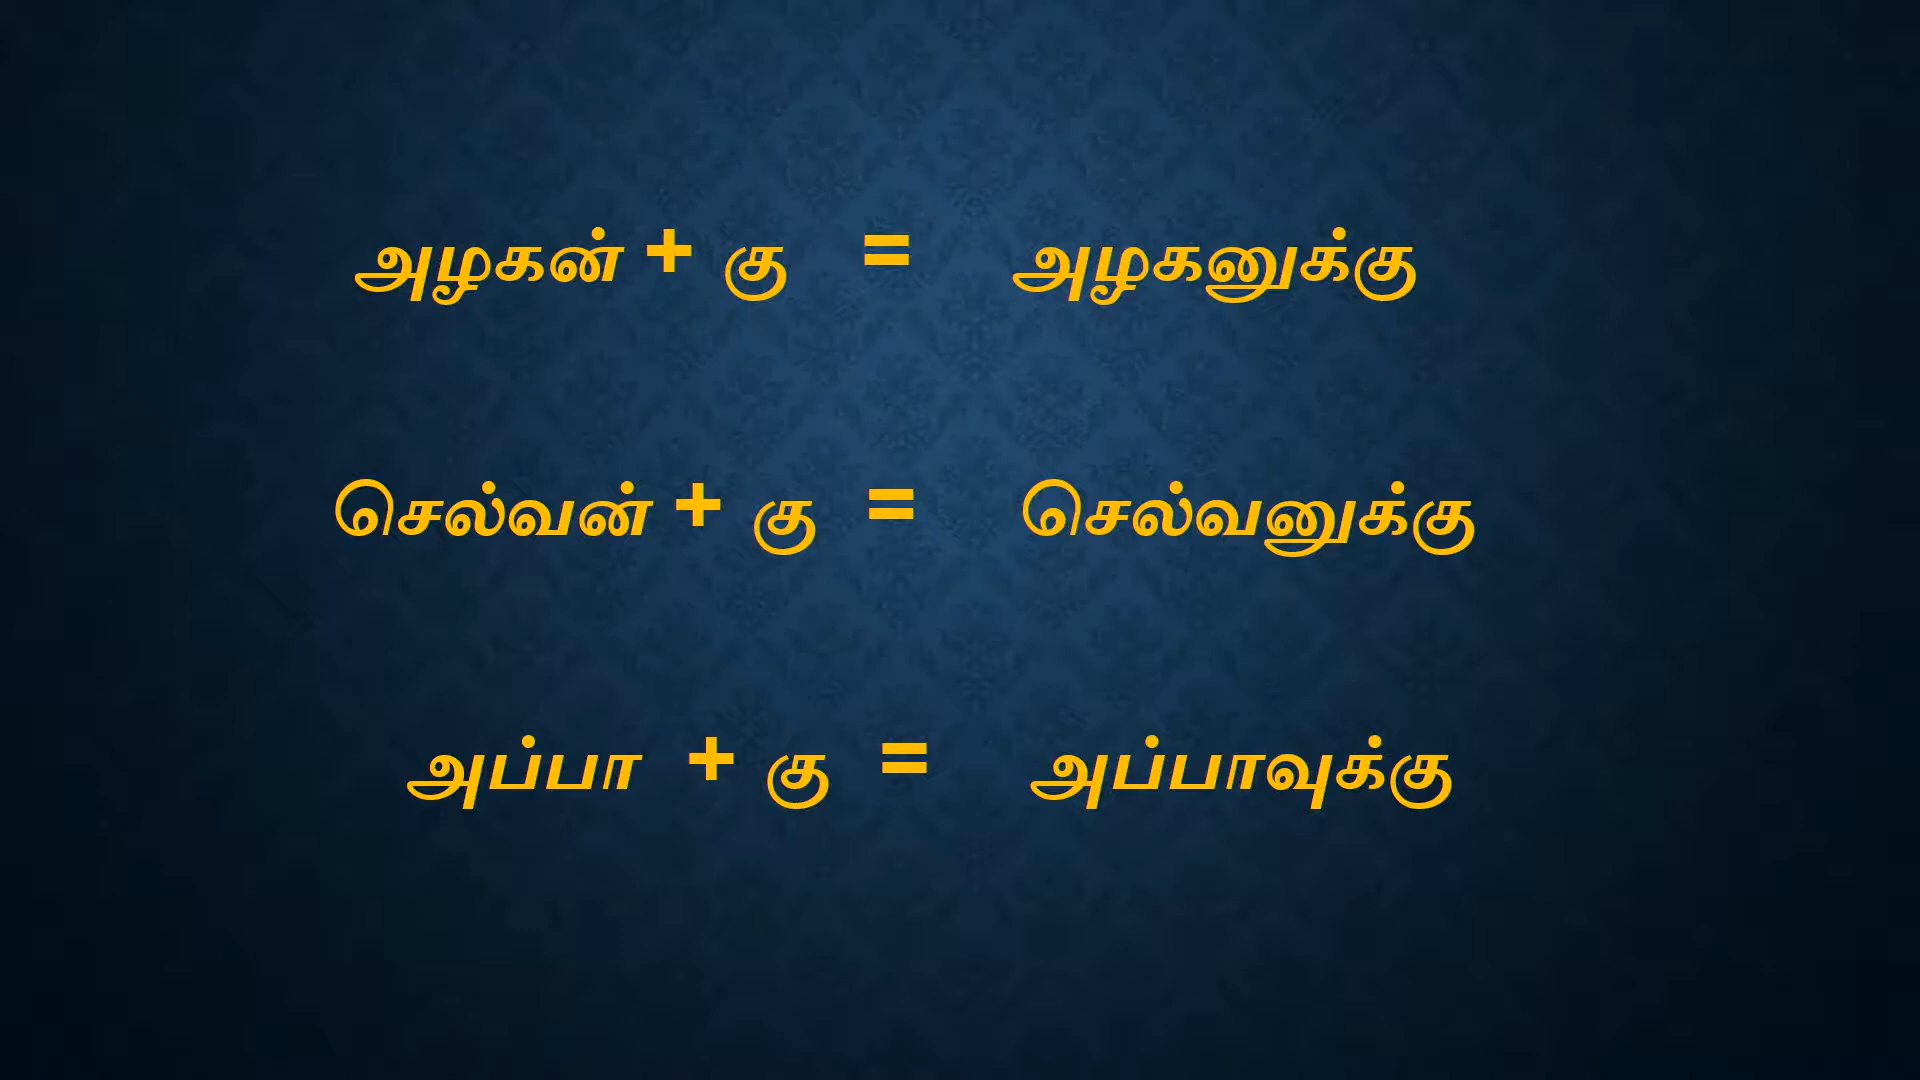 அழகன் + கு = அழகனுக்கு
செல்வன் + கு = செல்வனுக்கு
அப்பா + கு = அப்பாவுக்கு